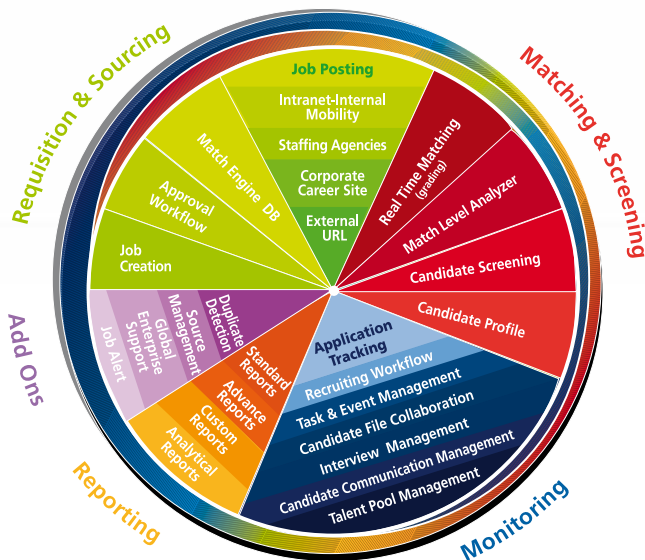 Requisition & Sourcing
Matching & Screening
Job Posting
Intranet-Internal
Mobility
Staffing Agencies
Corporate
Career Site
External
URL
Match Engine DB
Approval
Workflow
Job
Creation
Real Time Matching
(grading)
Match Level Analyzer
Candidate Screening
Candidate Profile
Add Ons
Duplicate
Detection
Source
Management
Global
Enterprise
Support
Job Alert
Reporting
Standard
Reports
Advance
Reports
Custom
Reports
Analytical
Reports
Monitoring
Application
Tracking
Recruiting Workflow
Task & Event Management
Candidate File Collaboration
Interview Management
Candidate Communication Management
Talent Pool Management